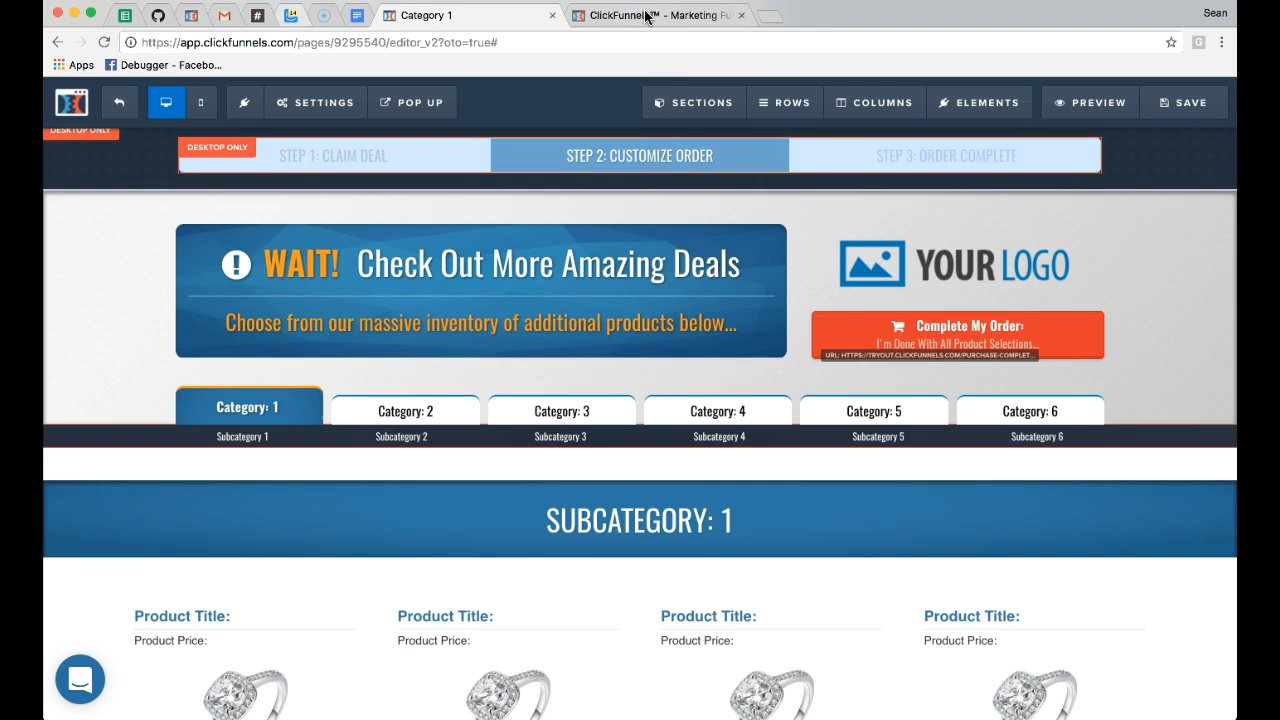 Category 1
ClickFunnels™ - Marketing Fu
Sean
https://app.clickfunnels.com/pages/9295540/editor_v2?oto=true#
Apps
Debugger - Facebo...
SETTINGS
POP UP
SECTIONS
ROWS
COLUMNS
ELEMENTS
PREVIEW
SAVE
DESKTOP ONLY
DESKTOP ONLY
STEP 1: CLAIM DEAL
STEP 2: CUSTOMIZE ORDER
STEP 3: ORDER COMPLETE
WAIT! Check Out More Amazing Deals
Choose from our massive inventory of additional products below...
YOUR LOGO
Complete My Order:
I'm Done With All Product Selections...
URL: HTTPS://TRYOUT.CLICKFUNNELS.COM/PURCHASE-COMPLET...
Category: 1
Category: 2
Category: 3
Category: 4
Category: 5
Category: 6
Subcategory 1
Subcategory 2
Subcategory 3
Subcategory 4
Subcategory 5
Subcategory 6
SUBCATEGORY: 1
Product Title:
Product Price:
Product Title:
Product Price:
Product Title:
Product Price:
Product Title:
Product Price: